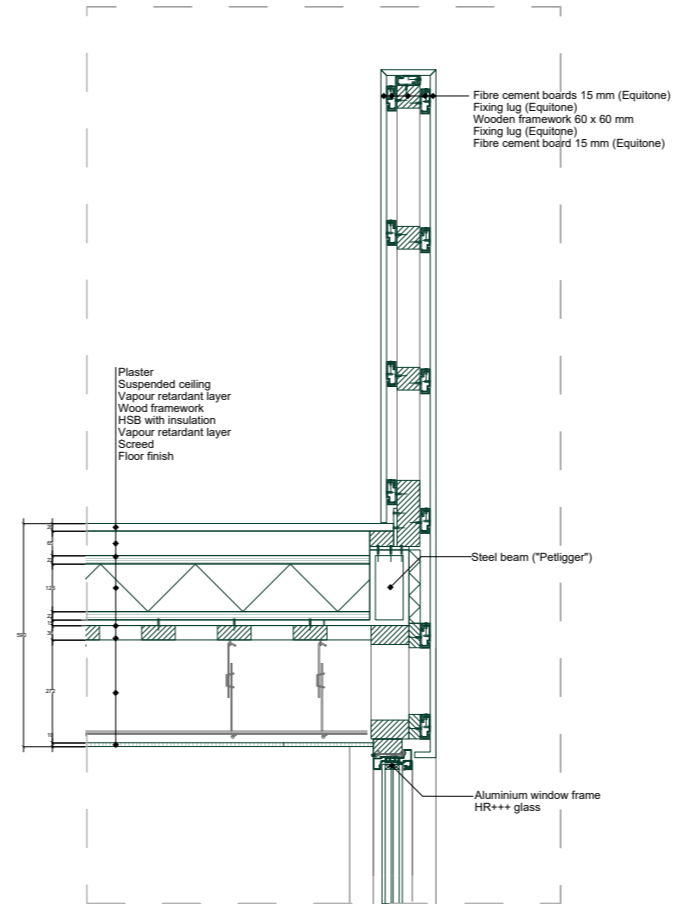 Fibre cement boards 15 mm (Equitone)
Fixing lug (Equitone)
Wooden framework 60 x 60 mm
Fixing lug (Equitone)
Fibre cement board 15 mm (Equitone)
Plaster
Suspended ceiling
Vapour retardant layer
Wood framework
HSB with insulation
Vapour retardant layer
Screed
Floor finish
Steel beam ("Petligger")
Aluminium window frame
HR+++ glass